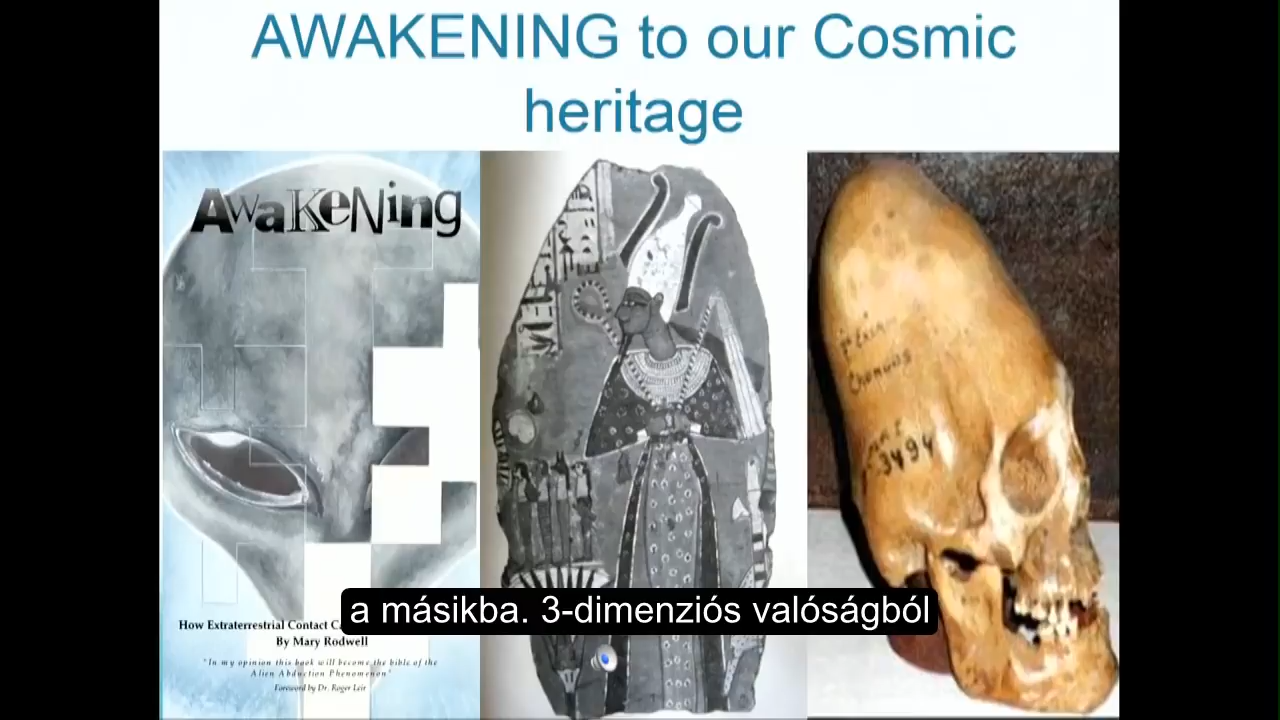 AWAKENING to our Cosmic
heritage
AwaKeNing
How Extraterrestrial Contact
By Mary Rodwell
"In my opinion this book will become the bible of the
Alien Abduction Phenomenon"
Foreword by Dr. Roger Leir
3494
a másikba. 3-dimenziós valóságból